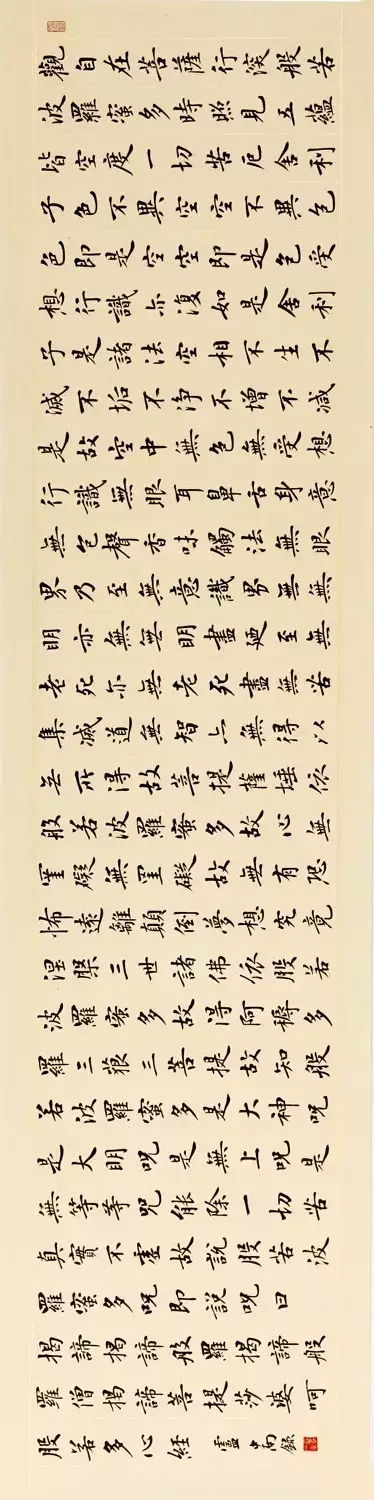 觀自在菩薩行深般若
波羅蜜多時照見五蘊
皆空度一切苦厄舍利
子色不異空空不異色
色即是空空即是色受
想行識亦復如是舍利
子是諸法空相不生不
滅不垢不淨不增不減
是故空中無色無受想
行識無眼耳鼻舌身意
無色聲香味觸法無眼
界乃至無意識界無無
明亦無無明盡廼至無
老死亦無老死盡無苦
集滅道無智亦無得以
无所得故菩提薩埵依
般若波羅蜜多故心無
罣礙無罣礙故無有恐
怖遠離顛倒夢想究竟
涅槃三世諸佛依般若
波羅蜜多故得阿耨多
羅三藐三菩提故知般
若波羅蜜多是大神呪
是大明呪是無上呪是
無等等咒能除一切苦
真實不虛故說般若波
羅蜜多呪即說呪曰
揭諦揭諦般羅揭諦般
羅僧揭諦菩提莎婆呵
般若多心經